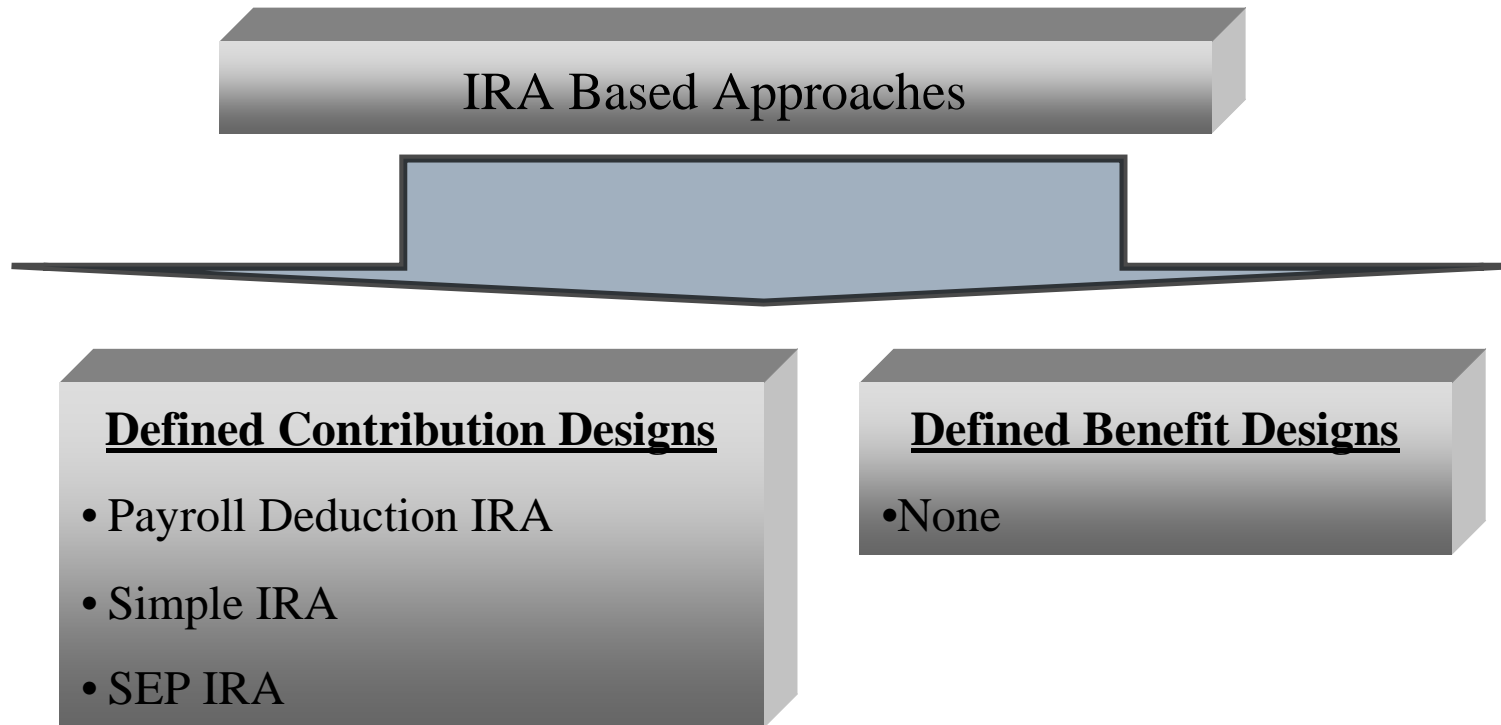 IRA Based Approaches
Defined Contribution Designs
• Payroll Deduction IRA
• Simple IRA
• SEP IRA
Defined Benefit Designs
•None